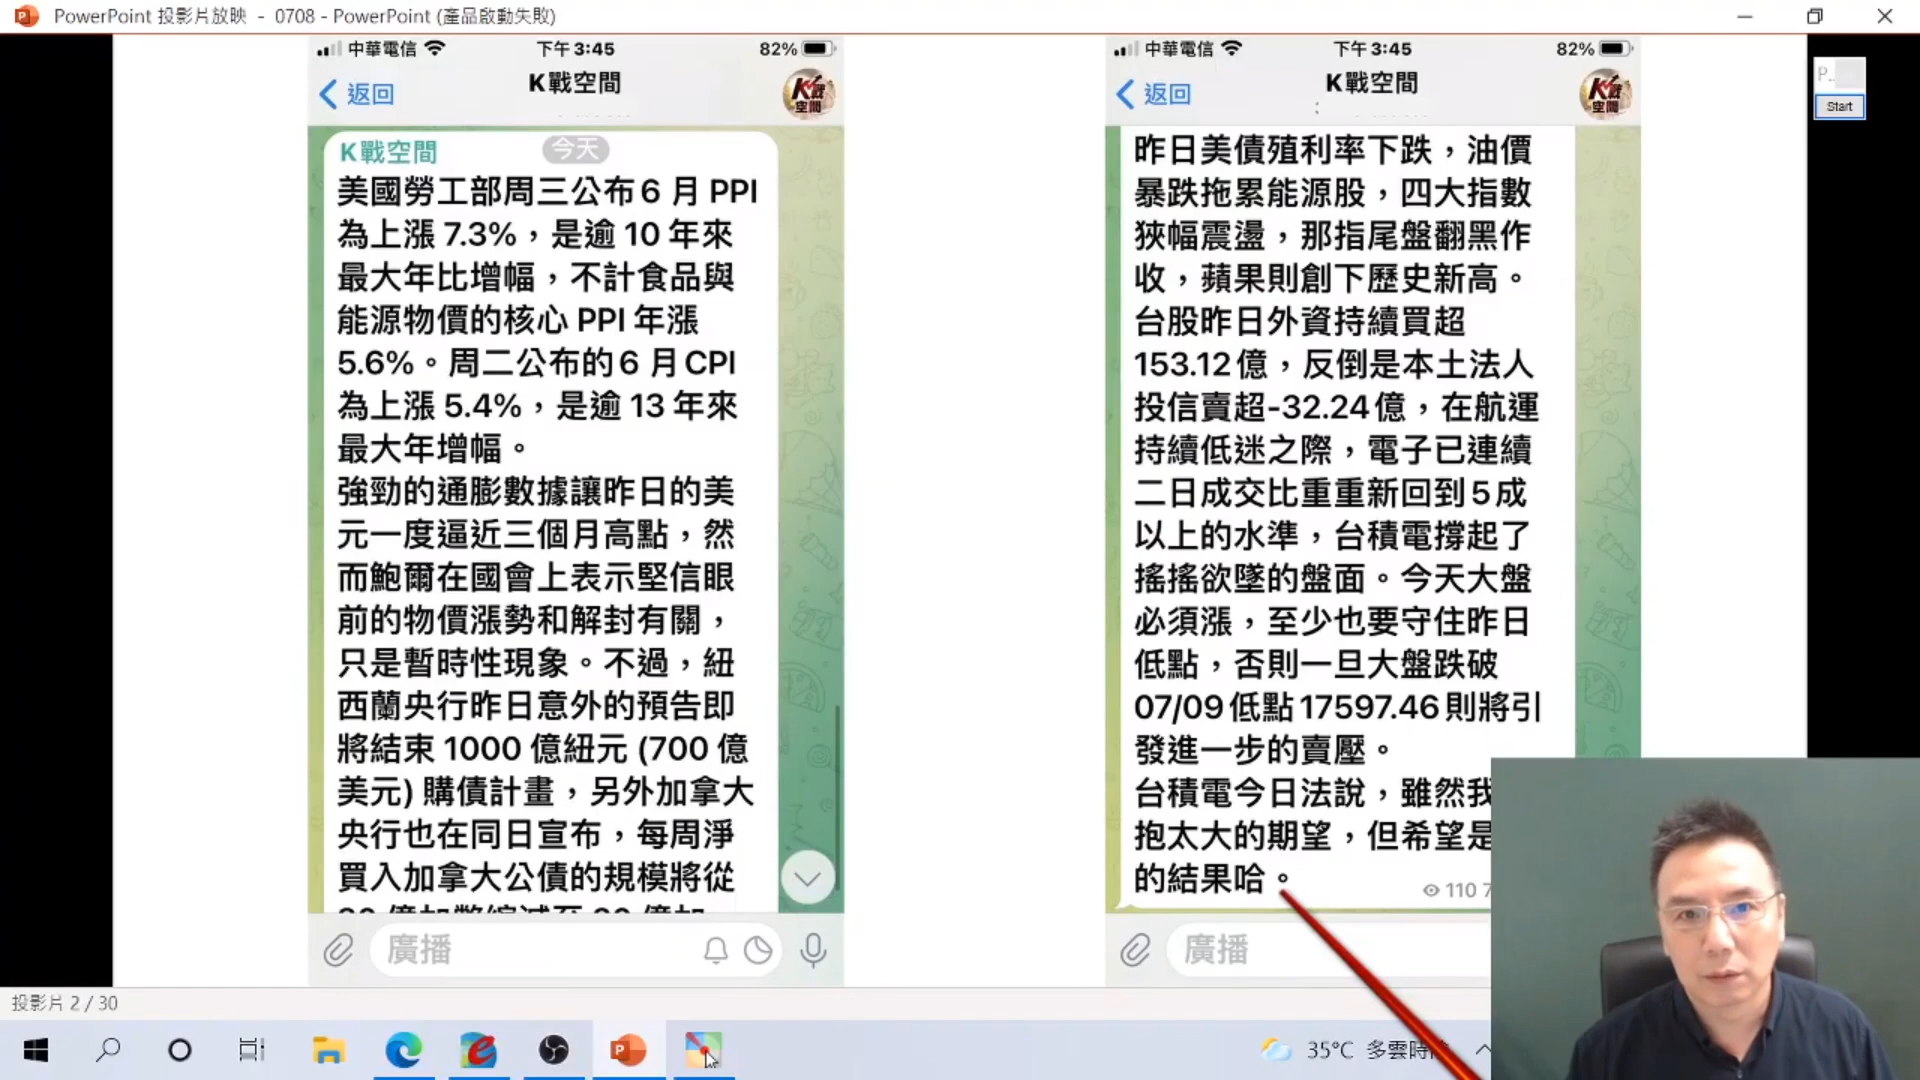 PowerPoint 投影片放映 - 0708 - PowerPoint (產品啟動失敗)
中華電信
下午 3:45
82%
返回
K戰空間
K戰空間
K戰空間
今天
美國勞工部周三公布 6 月 PPI
為上漲 7.3%，是逾 10 年來
最大年比增幅，不計食品與
能源物價的核心 PPI 年漲
5.6%。周二公布的 6 月 CPI
為上漲 5.4%，是逾 13 年來
最大年增幅。
強勁的通膨數據讓昨日的美
元一度逼近三個月高點，然
而鮑爾在國會上表示堅信眼
前的物價漲勢和解封有關，
只是暫時性現象。不過，紐
西蘭央行昨日意外的預告即
將結束 1000 億紐元 (700 億
美元) 購債計畫，另外加拿大
央行也在同日宣布，每周淨
買入加拿大公債的規模將從
廣播
中華電信
下午 3:45
82%
返回
K戰空間
K戰空間
昨日美債殖利率下跌，油價
暴跌拖累能源股，四大指數
狹幅震盪，那指尾盤翻黑作
收，蘋果則創下歷史新高。
台股昨日外資持續買超
153.12 億，反倒是本土法人
投信賣超-32.24 億，在航運
持續低迷之際，電子已連續
二日成交比重重新回到 5 成
以上的水準，台積電撐起了
搖搖欲墜的盤面。今天大盤
必須漲，至少也要守住昨日
低點，否則一旦大盤跌破
07/09 低點 17597.46 則將引
發進一步的賣壓。
台積電今日法說，雖然我
抱太大的期望，但希望是
的結果哈。
110
廣播
P..
Start
投影片 2 / 30
35°C 多雲時